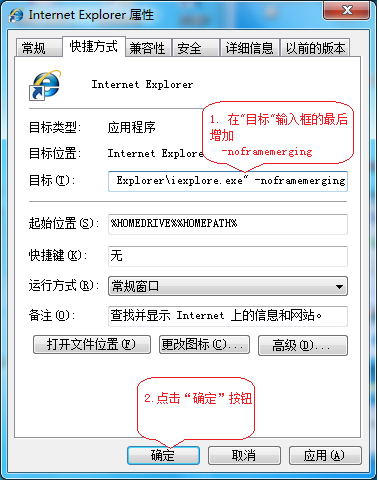 Internet Explorer 属性
常规 快捷方式 兼容性 安全 详细信息 以前的版本
Internet Explorer
目标类型: 应用程序
目标位置: Internet Explore
目标(T): Explorer\iexplore.exe" -noframemerging
1. 在"目标"输入框的最后
增加
-noframemerging
起始位置(S): %HOMEDRIVE%%HOMEPATH%
快捷键(K): 无
运行方式(R): 常规窗口
备注(O): 查找并显示 Internet 上的信息和网站。
打开文件位置(F) 更改图标(C)... 高级(D)...
2.点击“确定”按钮
确定 取消 应用(A)